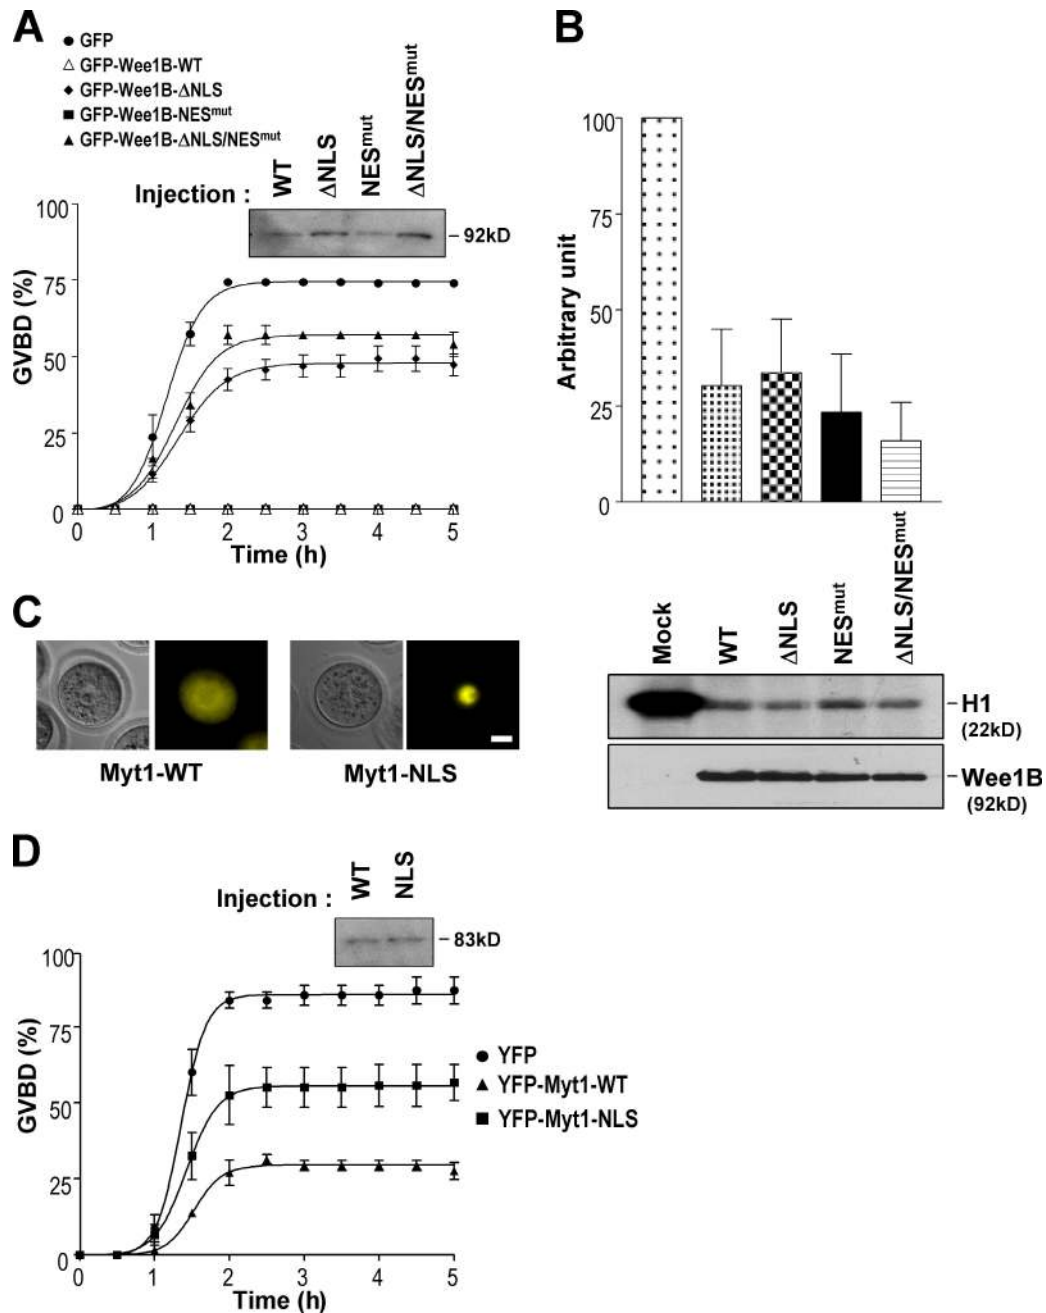 A
GFP
GFP-Wee1B-WT
GFP-Wee1B-ΔNLS
GFP-Wee1B-NESmut
GFP-Wee1B-ΔNLS/NESmut
Injection :
WT
ΔNLS
NESmut
ΔNLS/NESmut
92kD
GVBD (%)
100
75
50
25
0
0 1 2 3 4 5
Time (h)
B
Arbitrary unit
100
75
50
25
0
Mock
WT
ΔNLS
NESmut
ΔNLS/NESmut
H1
(22kD)
Wee1B
(92kD)
C
Myt1-WT
Myt1-NLS
D
Injection :
WT
NLS
83kD
GVBD (%)
100
75
50
25
0
0 1 2 3 4 5
Time (h)
YFP
YFP-Myt1-WT
YFP-Myt1-NLS